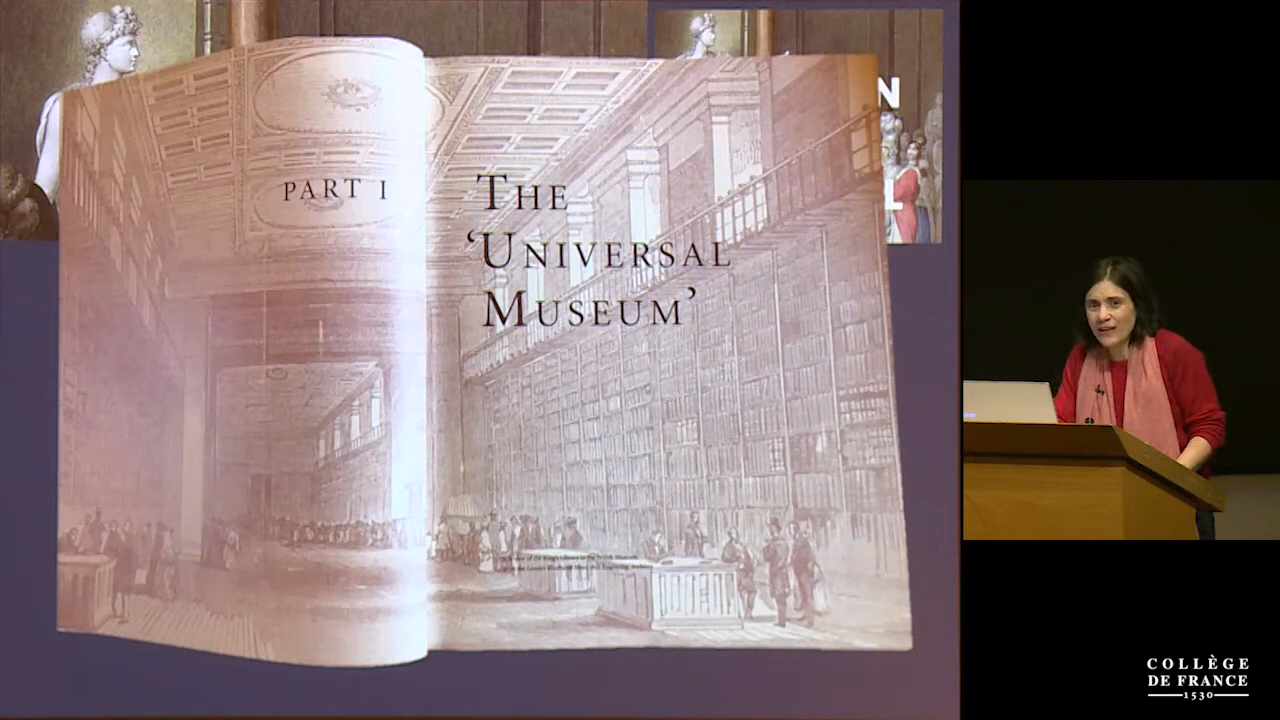 PART I
THE
‘UNIVERSAL
MUSEUM’
N
L
COLLÈGE
DE FRANCE
1530